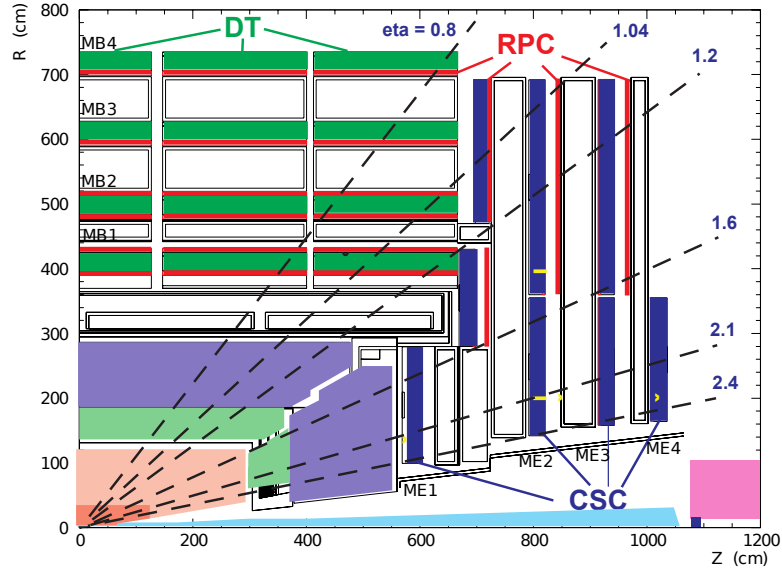 R (cm)
800
700
600
500
400
300
200
100
0
MB4
MB3
MB2
MB1
DT
eta = 0.8
RPC
1.04
1.2
1.6
2.1
2.4
ME1
ME2
ME3
ME4
CSC
0
200
400
600
800
1000
1200
Z (cm)